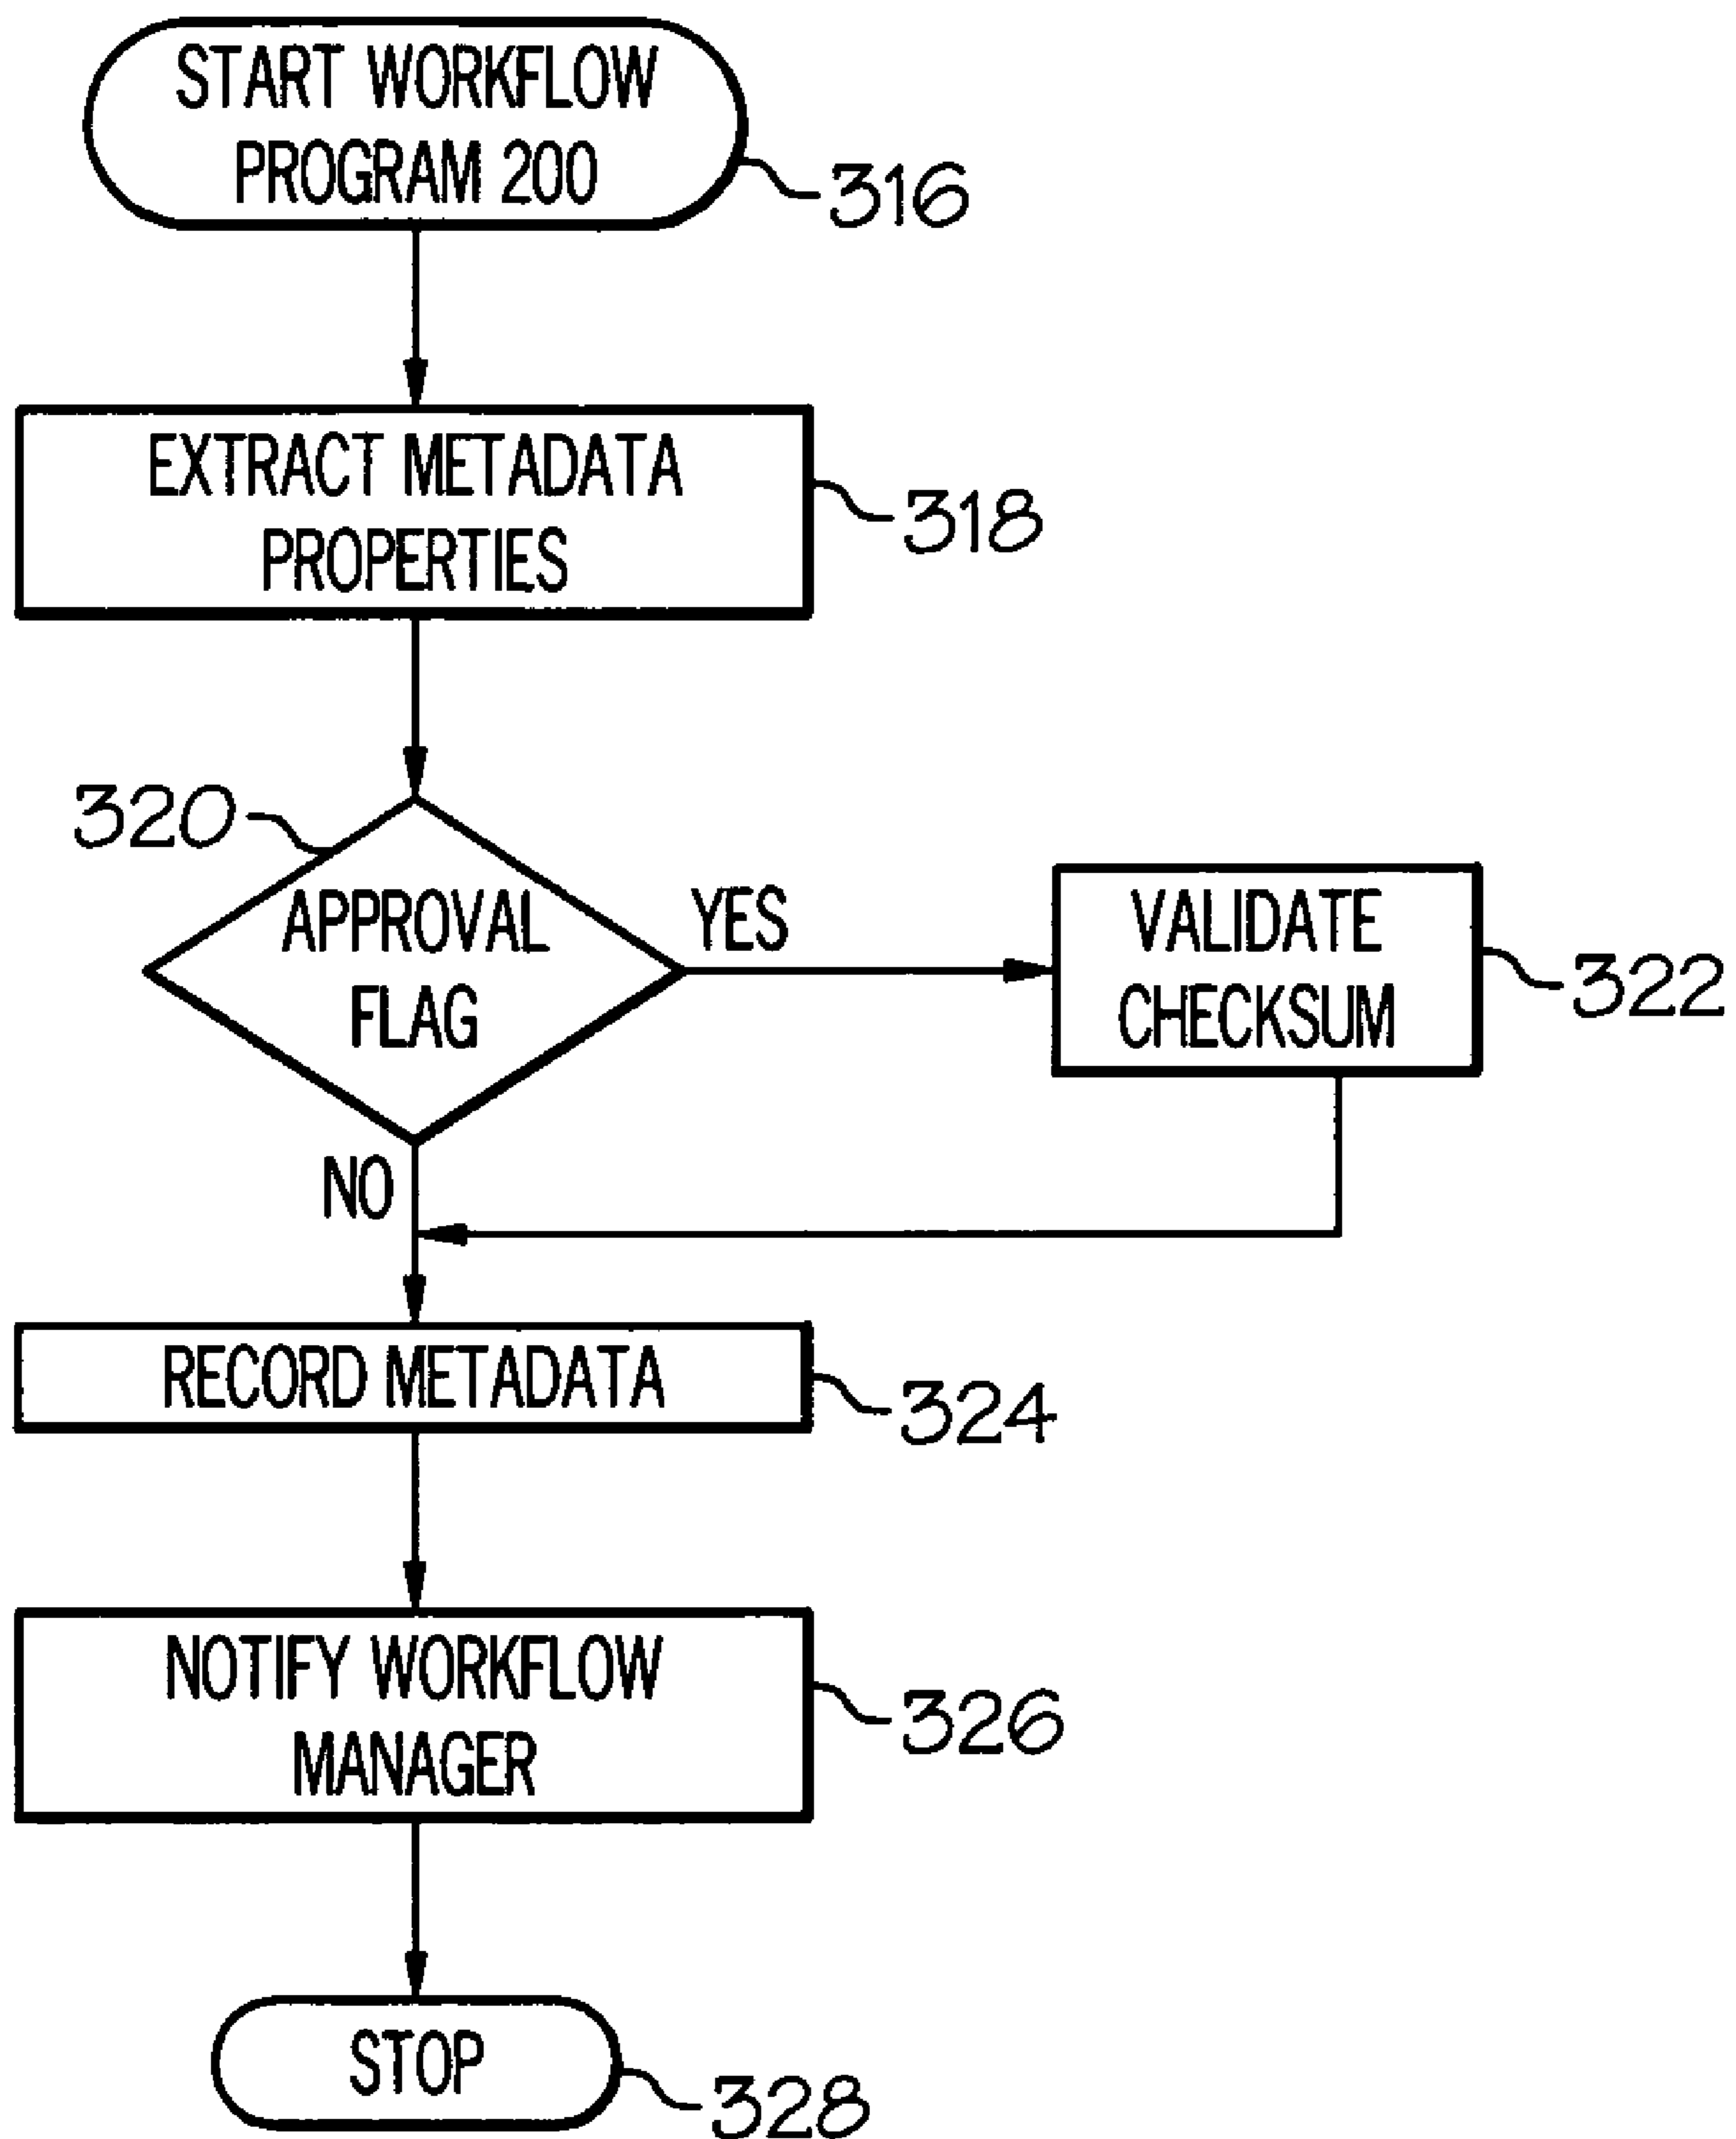 START WORKFLOW
PROGRAM 200
316
EXTRACT METADATA
PROPERTIES
318
320
APPROVAL
FLAG
YES
VALIDATE
CHECKSUM
322
NO
RECORD METADATA
324
NOTIFY WORKFLOW
MANAGER
326
STOP
328